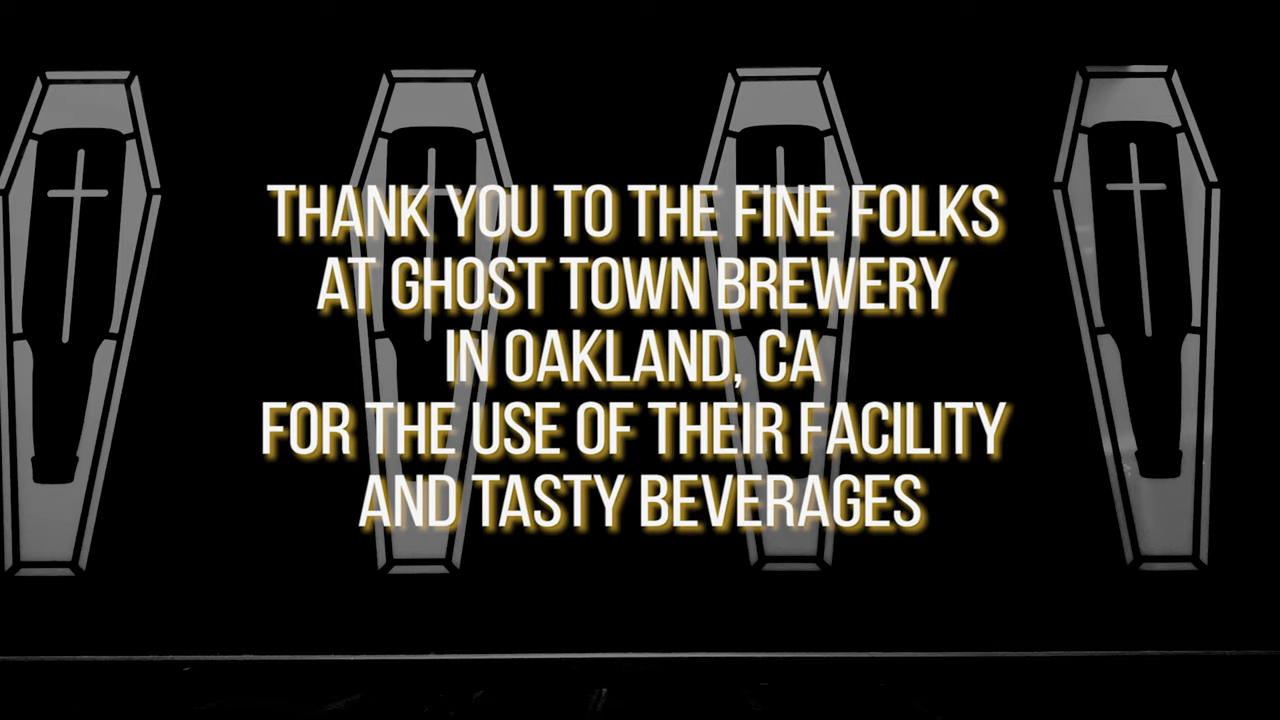 THANK YOU TO THE FINE FOLKS
AT GHOST TOWN BREWERY
IN OAKLAND, CA
FOR THE USE OF THEIR FACILITY
AND TASTY BEVERAGES